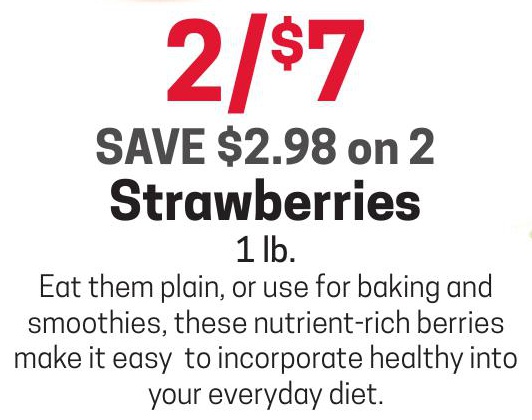 2/$7
SAVE $2.98 on 2
Strawberries
1 lb.
Eat them plain, or use for baking and
smoothies, these nutrient-rich berries
make it easy  to incorporate healthy into
your everyday diet.